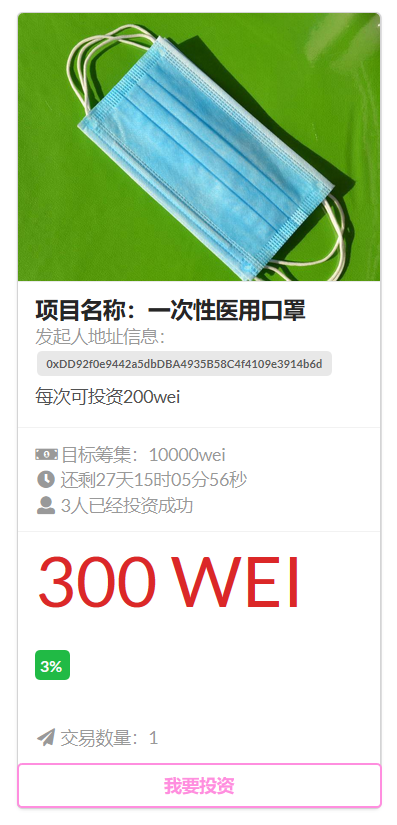 项目名称：一次性医用口罩
发起人地址信息：
0xDD92f0e9442a5dbDBA4935B58C4f4109e3914b6d
每次可投资200wei
目标筹集：10000wei
还剩27天15时05分56秒
3人已经投资成功
300 WEI
3%
交易数量：1
我要投资